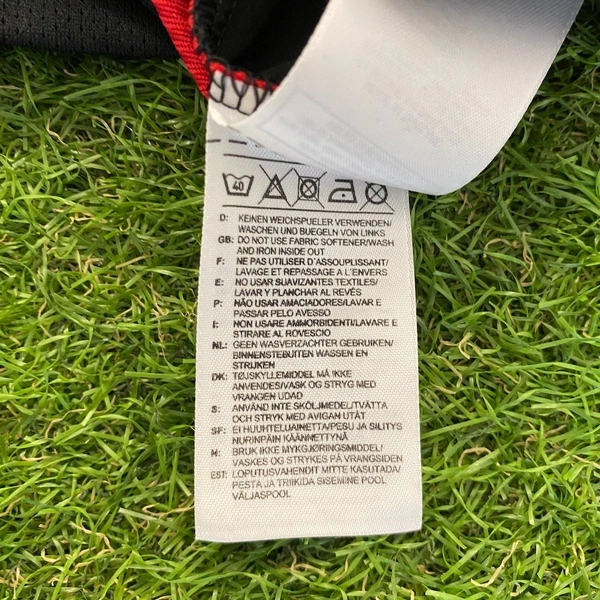 40
D: KEINEN WEICHSPUELER VERWENDEN/
WASCHEN UND BUEGELN VON LINKS
GB: DO NOT USE FABRIC SOFTENER/WASH
AND IRON INSIDE OUT
F: NE PAS UTILISER D'ASSOUPLISSANT/
LAVAGE ET REPASSAGE A L'ENVERS
E: NO USAR SUAVIZANTES TEXTILES/
LAVAR Y PLANCHAR AL REVÉS
P: NÃO USAR AMACIADORES/LAVAR E
PASSAR PELO AVESSO
I: NON USARE AMMORBIDENTI/LAVARE E
STIRARE AL ROVESCIO
NL: GEEN WASVERZACHTER GEBRUIKEN/
BINNENSTEBUITEN WASSEN EN
STRIJKEN
DK: TØJSKYLLEMIDDEL MÅ IKKE
ANVENDES/VASK OG STRYG MED
VRANGEN UDAD
S: ANVÄND INTE SKÖLJMEDEL/TVÄTTA
OCH STRYK MED AVIGAN UTÅT
SF: EI HUUHTELUAINETTA/PESU JA SILITYS
NURINPÄIN KÄÄNNETTYNÄ
N: BRUK IKKE MYKGJØRINGSMIDDEL/
VASKES OG STRYKES PÅ VRANGSIDEN
EST: LOPUTUSVAHENDIT MITTE KASUTADA/
PESTA JA TRIIKIDA SISEMINE POOL
VÄLJASPOOL